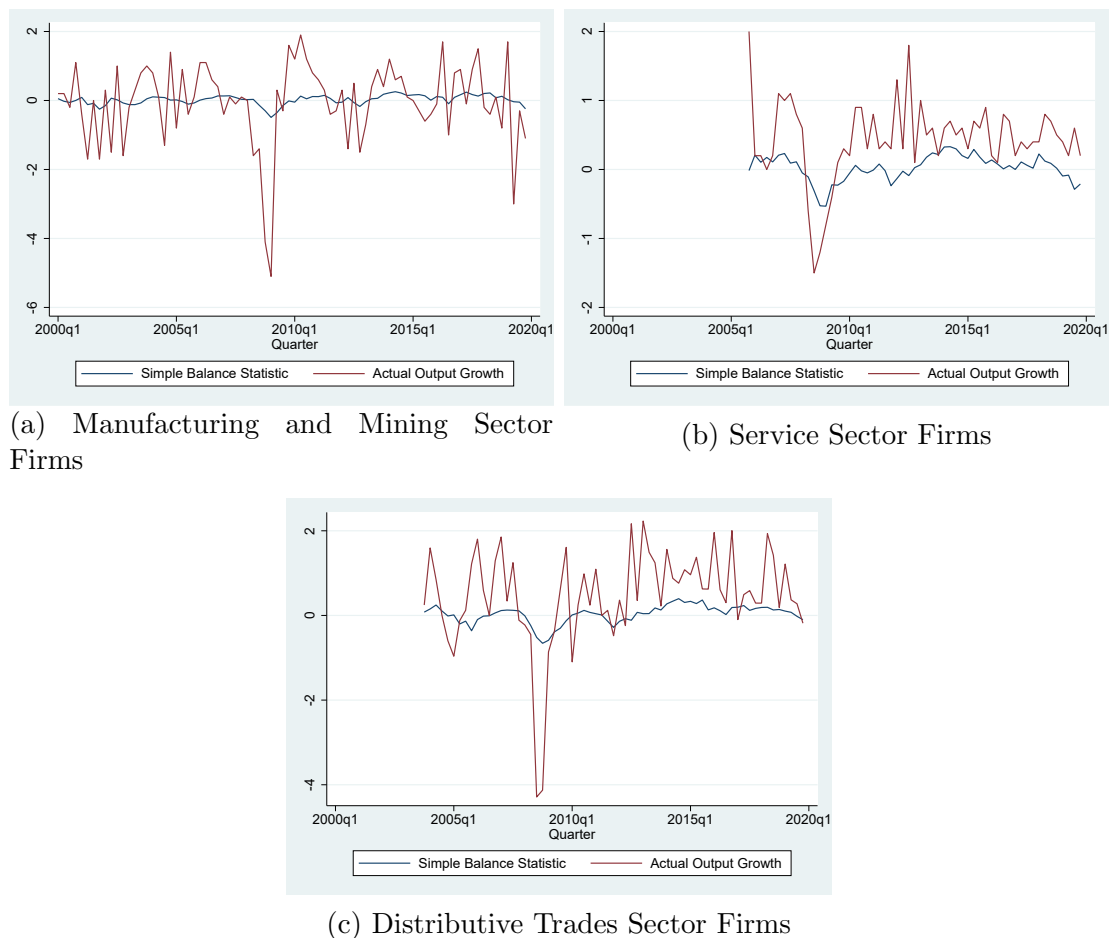 2
0
-2
-4
-6
2000q1 2005q1 2010q1 2015q1 2020q1
Quarter
Simple Balance Statistic Actual Output Growth
(a) Manufacturing and Mining Sector
Firms
2
1
0
-1
-2
2000q1 2005q1 2010q1 2015q1 2020q1
Quarter
Simple Balance Statistic Actual Output Growth
(b) Service Sector Firms
2
0
-2
-4
2000q1 2005q1 2010q1 2015q1 2020q1
Quarter
Simple Balance Statistic Actual Output Growth
(c) Distributive Trades Sector Firms